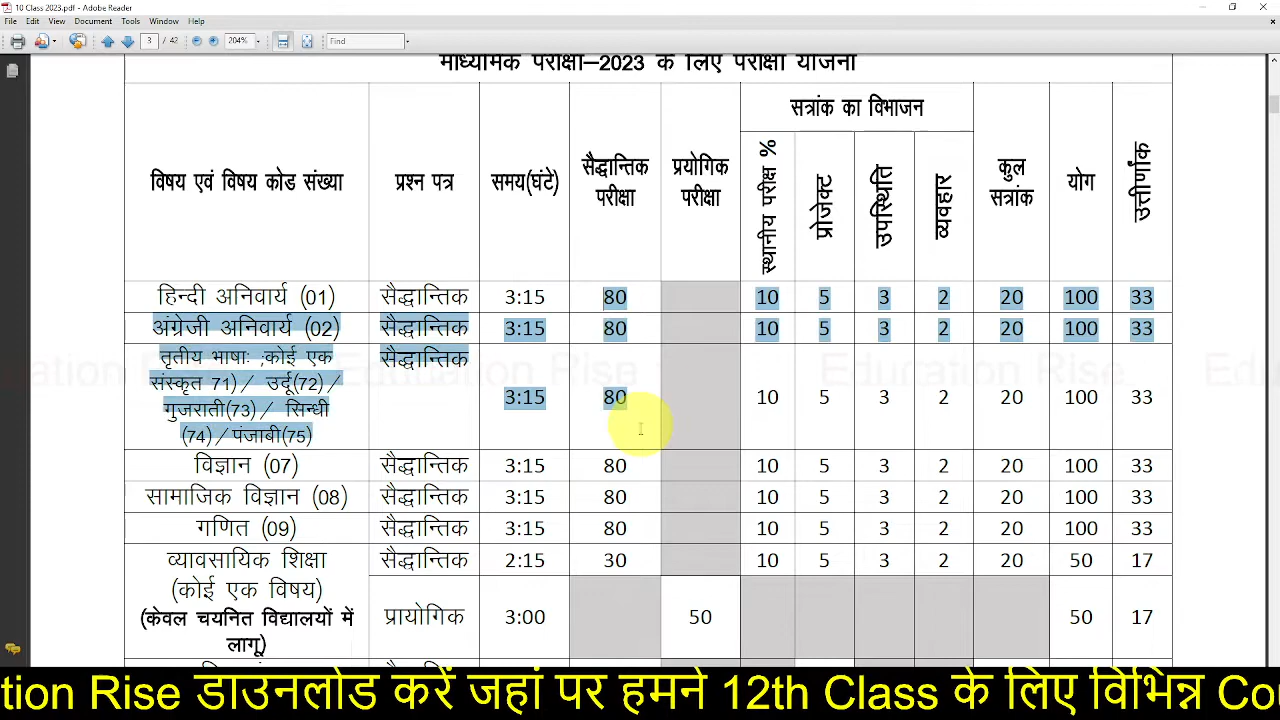 10 Class 2023.pdf - Adobe Reader
File Edit View Document Tools Window Help
3 / 42 204% Find
माध्यमिक परीक्षा–2023 के लिए परीक्षा योजना
विषय एवं विषय कोड संख्या प्रश्न पत्र समय(घंटे) सैद्धान्तिक परीक्षा प्रयोगिक परीक्षा सत्रांक का विभाजन कुल सत्रांक योग उत्तीर्णांक
स्थानीय परीक्ष % प्रोजेक्ट उपस्थिति व्यवहार
हिन्दी अनिवार्य (01) सैद्धान्तिक 3:15 80 10 5 3 2 20 100 33
अंग्रेजी अनिवार्य (02) सैद्धान्तिक 3:15 80 10 5 3 2 20 100 33
तृतीय भाषाः ;कोई एक सैद्धान्तिक
संस्कृत 71)/ उर्दू(72)/
3:15 80 10 5 3 2 20 100 33
गुजराती(73)/ सिन्धी
(74)/पंजाबी(75)
विज्ञान (07) सैद्धान्तिक 3:15 80 10 5 3 2 20 100 33
सामाजिक विज्ञान (08) सैद्धान्तिक 3:15 80 10 5 3 2 20 100 33
गणित (09) सैद्धान्तिक 3:15 80 10 5 3 2 20 100 33
व्यावसायिक शिक्षा सैद्धान्तिक 2:15 30 10 5 3 2 20 50 17
(कोई एक विषय)
(केवल चयनित विद्यालयों में प्रायोगिक 3:00 50 50 17
लागू)
Education Rise
tion Rise डाउनलोड करें जहां पर हमने 12th Class के लिए विभिन्न Co